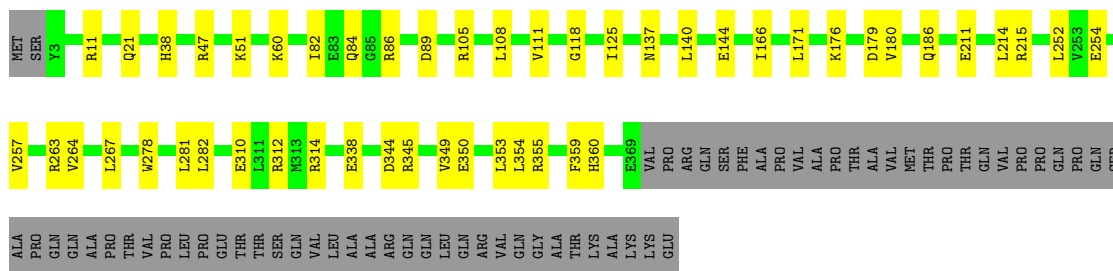 MET SER Y3 R11 Q21 H38 R47 K51 K60 I82 E83 Q84 G85 R86 D89 R105 L108 V111 G118 I125 N137 L140 E144 I166 L171 K176 D179 V180 Q186 E211 L214 R215 L252 V253 E254
V257 R263 V264 L267 W278 L281 L282 E310 L311 R312 M313 R314 E338 D344 R345 V349 E350 L353 L354 R355 F359 H360 E369 VAL PRO ARG GLN SER PHE ALA PRO VAL ALA PRO THR ALA VAL MET THR PRO THR GLN VAL PRO PRO GLN PRO GLN SER
ALA PRO GLN GLN ALA PRO THR VAL PRO LEU PRO GLU THR THR SER GLN VAL LEU ALA ALA ARG GLN GLN LEU GLN ARG VAL GLN GLY ALA THR LYS ALA LYS LYS GLU